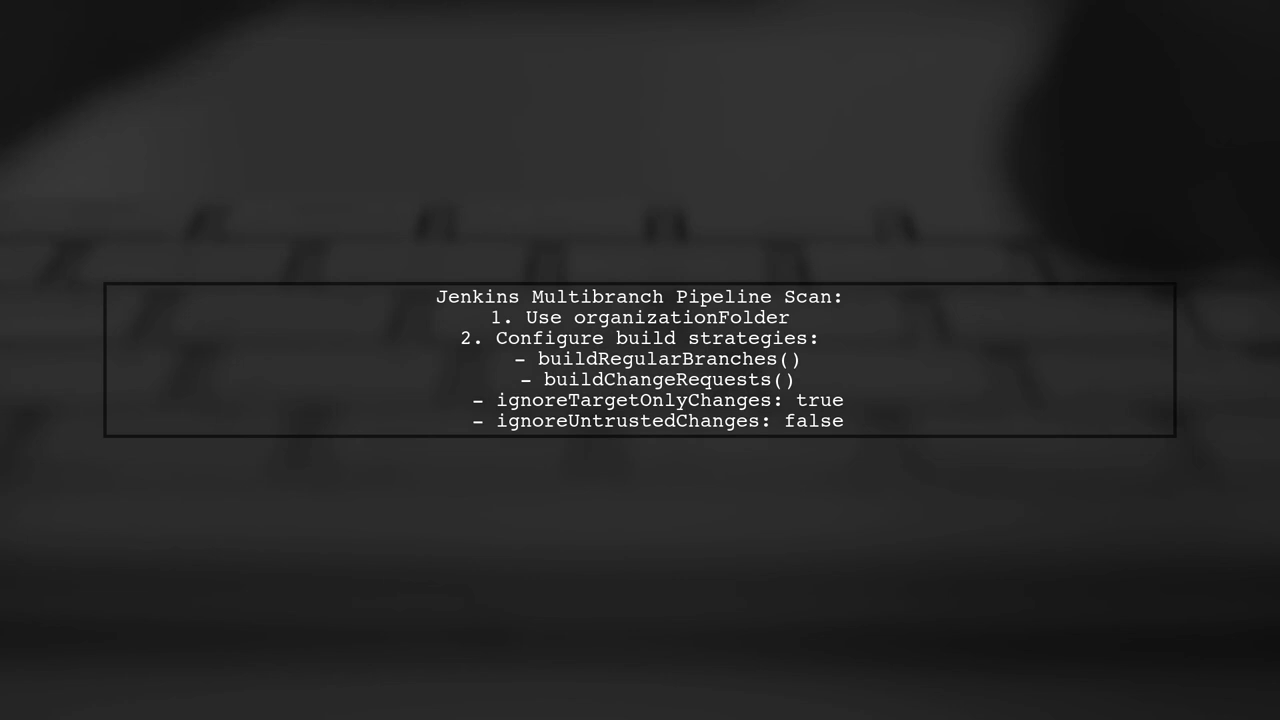 Jenkins Multibranch Pipeline Scan:
1. Use organizationFolder
2. Configure build strategies:
- buildRegularBranches()
- buildChangeRequests()
- ignoreTargetOnlyChanges: true
- ignoreUntrustedChanges: false